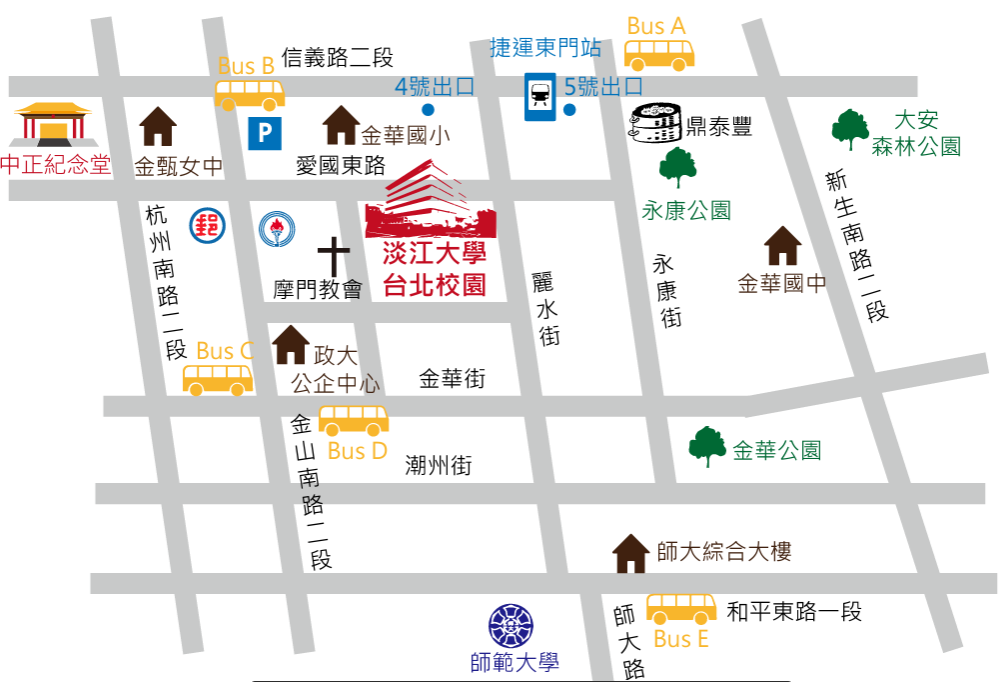 Bus A
捷運東門站
信義路二段
Bus B
4號出口
5號出口
P
金華國小
鼎泰豐
大安
森林公園
中正紀念堂
金甄女中
愛國東路
永康公園
新生南路二段
杭州南路二段
郵
淡江大學
台北校園
摩門教會
麗水街
永康街
金華國中
Bus C
政大
公企中心
金華街
金山南路二段
Bus D
潮州街
金華公園
師大綜合大樓
師大路
和平東路一段
Bus E
師範大學